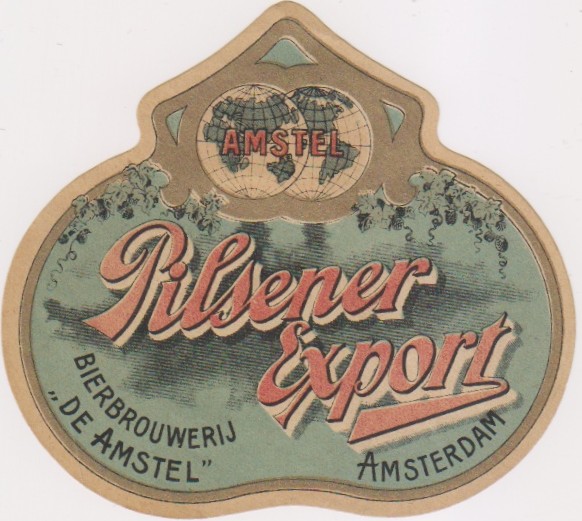 AMSTEL
Pilsener
Export
BIERBROUWERIJ
„DE AMSTEL”
AMSTERDAM